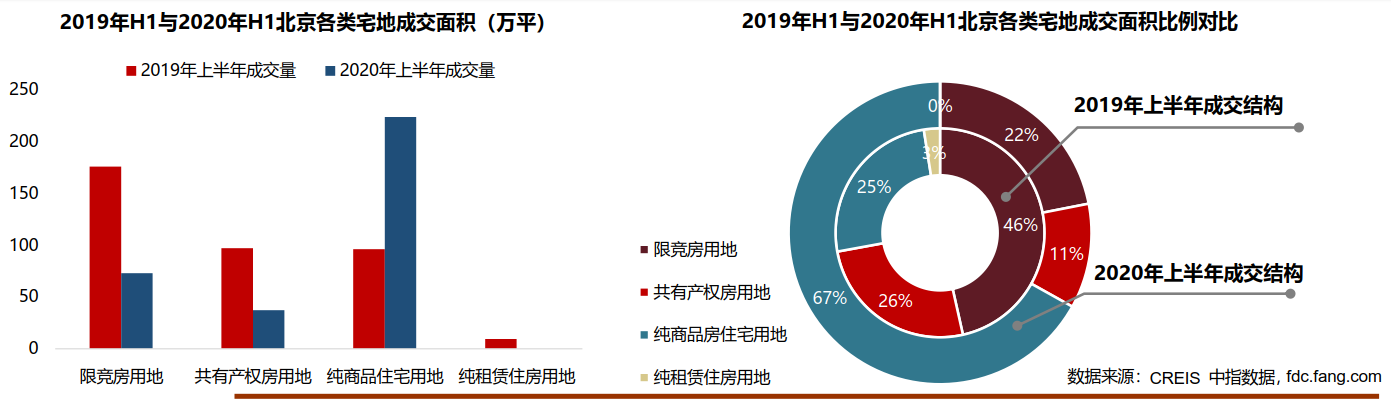 2019年H1与2020年H1北京各类宅地成交面积（万平）
2019年上半年成交量
2020年上半年成交量
250
200
150
100
50
0
限竞房用地
共有产权房用地
纯商品住宅用地
纯租赁住房用地
2019年H1与2020年H1北京各类宅地成交面积比例对比
2019年上半年成交结构
2020年上半年成交结构
0%
22%
3%
25%
46%
11%
26%
67%
限竞房用地
共有产权房用地
纯商品房住宅用地
纯租赁住房用地
数据来源：CREIS 中指数据, fdc.fang.com